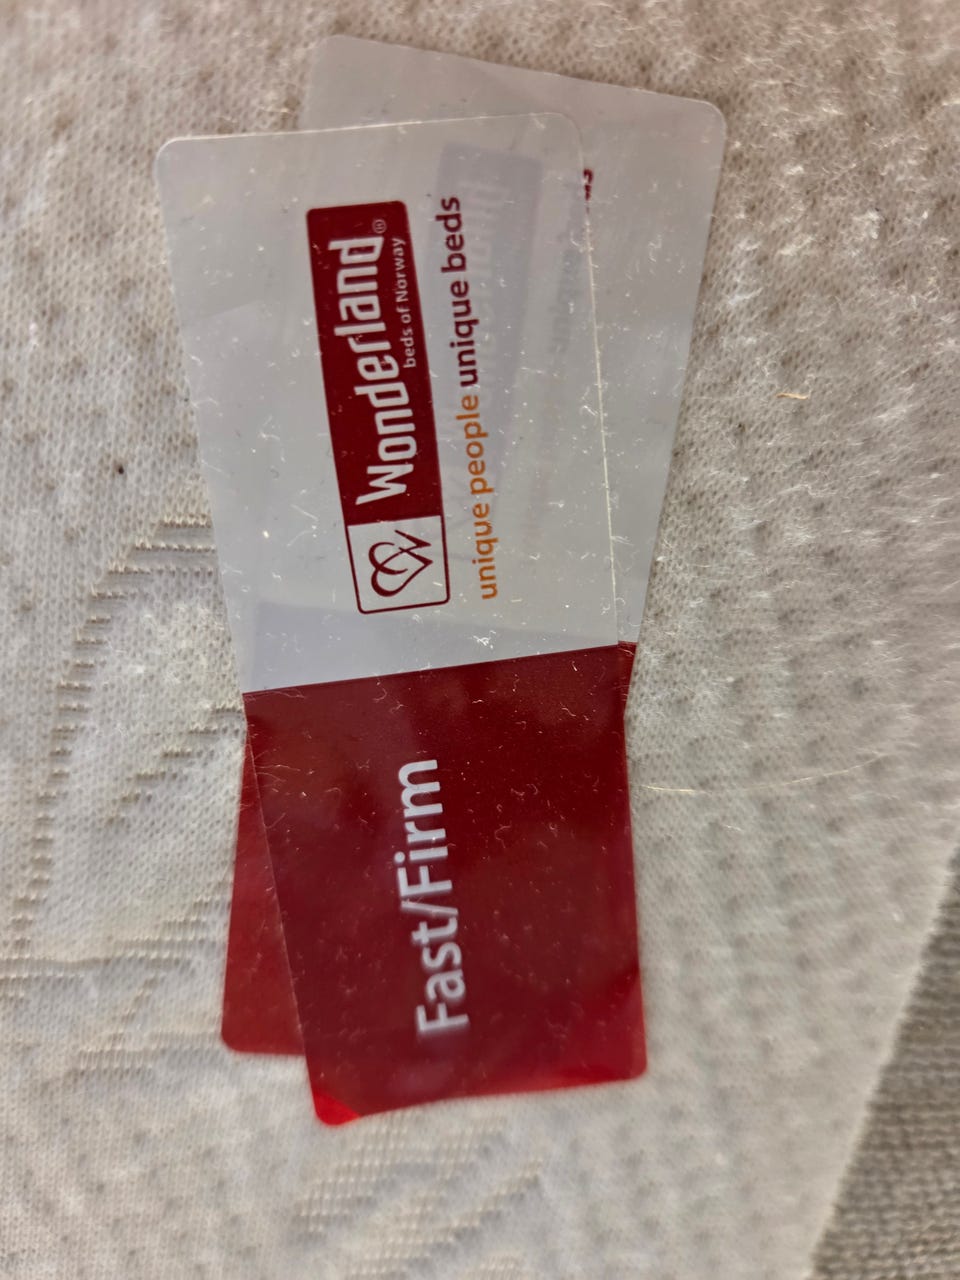 Wonderland®
beds of Norway
unique people unique beds
Fast/Firm